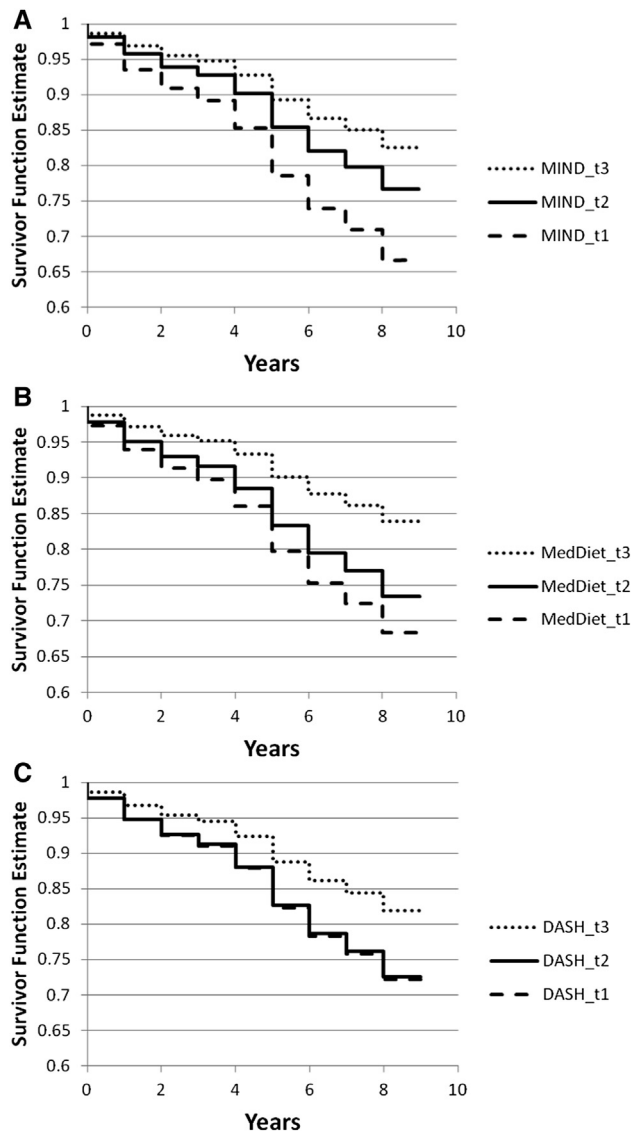 A
Survivor Function Estimate
1
0.95
0.9
0.85
0.8
0.75
0.7
0.65
0.6
0 2 4 6 8 10
Years
MIND_t3
MIND_t2
MIND_t1
B
Survivor Function Estimate
1
0.95
0.9
0.85
0.8
0.75
0.7
0.65
0.6
0 2 4 6 8 10
Years
MedDiet_t3
MedDiet_t2
MedDiet_t1
C
Survivor Function Estimate
1
0.95
0.9
0.85
0.8
0.75
0.7
0.65
0.6
0 2 4 6 8 10
Years
DASH_t3
DASH_t2
DASH_t1